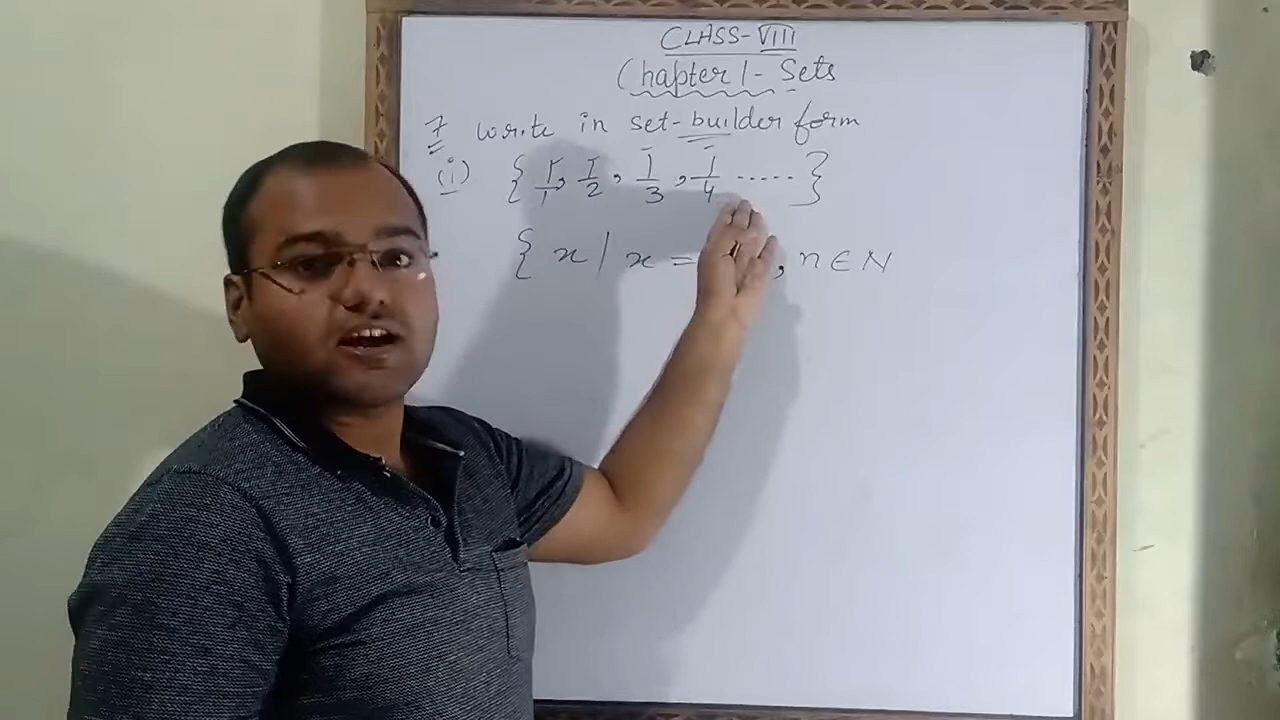 CLASS-VIII
Chapter 1 - Sets
7 write in set-builder form
(i) { 1/1, 1/2, 1/3, 1/4 ..... }
{ x / x = , n ∈ N